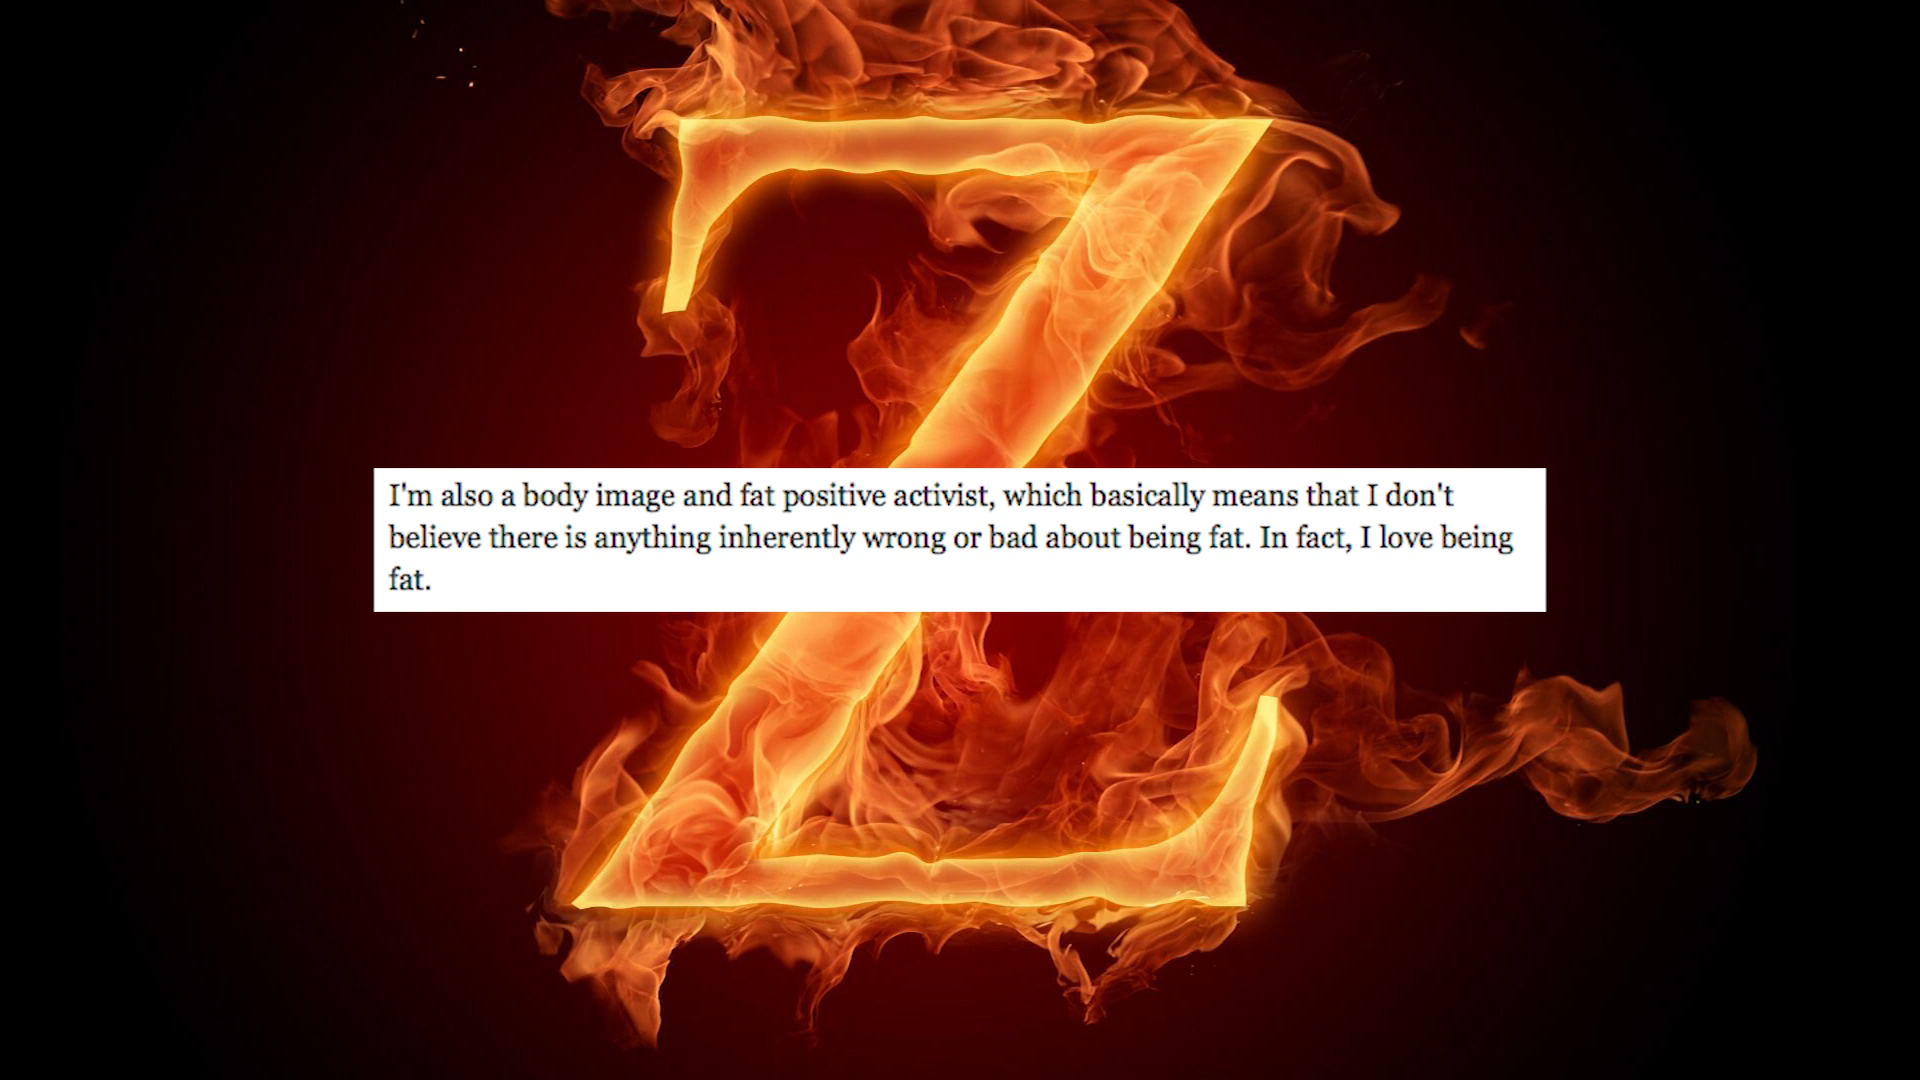 Z
I'm also a body image and fat positive activist, which basically means that I don't
believe there is anything inherently wrong or bad about being fat. In fact, I love being
fat.